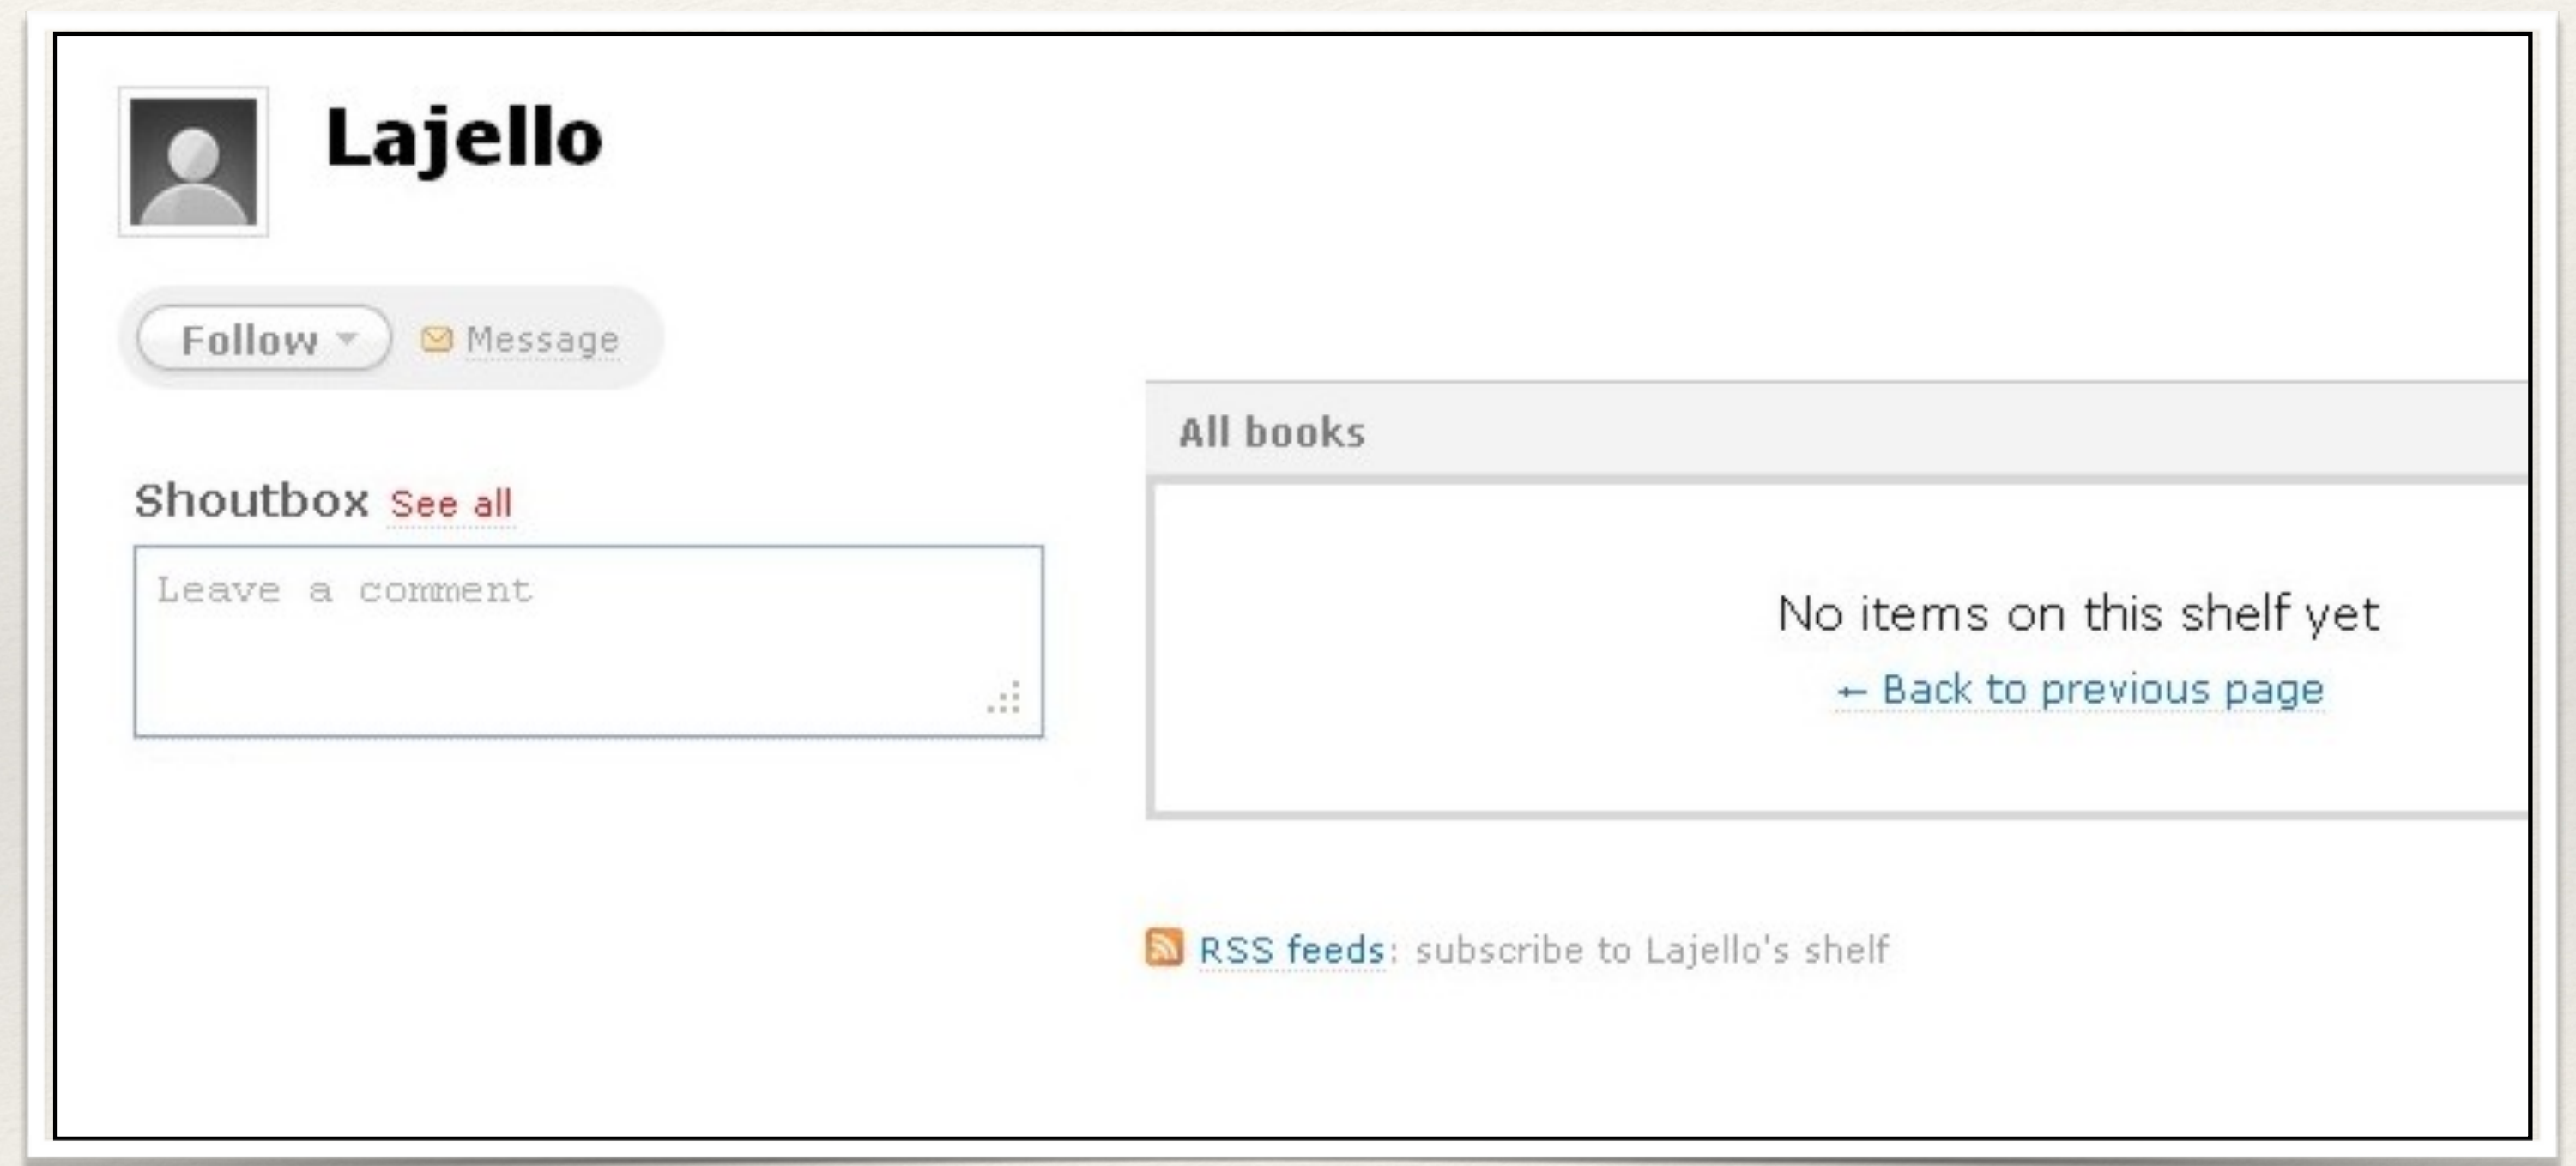 Lajello
Follow Message
Shoutbox See all
Leave a comment
All books
No items on this shelf yet
← Back to previous page
RSS feeds: subscribe to Lajello's shelf